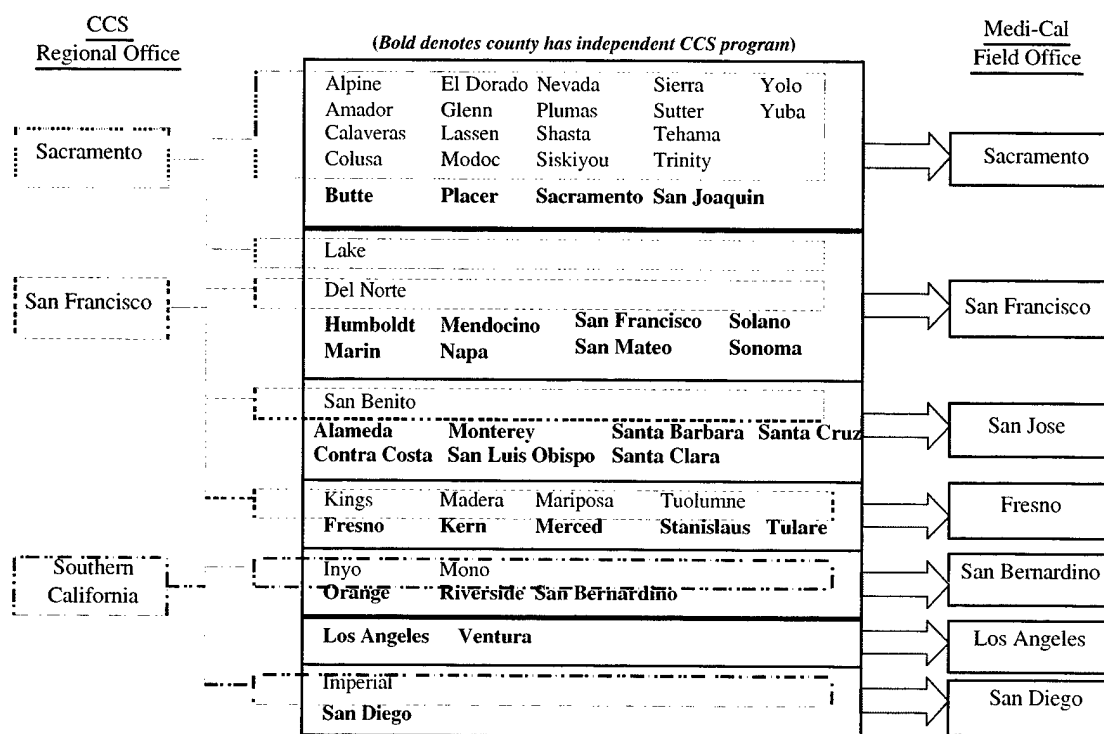 CCS
Regional Office
(Bold denotes county has independent CCS program)
Medi-Cal
Field Office
Sacramento
Alpine El Dorado Nevada Sierra Yolo
Amador Glenn Plumas Sutter Yuba
Calaveras Lassen Shasta Tehama
Colusa Modoc Siskiyou Trinity
Butte Placer Sacramento San Joaquin
Sacramento
Lake
San Francisco
Del Norte
Humboldt Mendocino San Francisco Solano
Marin Napa San Mateo Sonoma
San Francisco
San Benito
Alameda Monterey Santa Barbara Santa Cruz
Contra Costa San Luis Obispo Santa Clara
San Jose
Kings Madera Mariposa Tuolumne
Fresno Kern Merced Stanislaus Tulare
Fresno
Southern
California
Inyo Mono
Orange Riverside San Bernardino
San Bernardino
Los Angeles Ventura
Los Angeles
Imperial
San Diego
San Diego